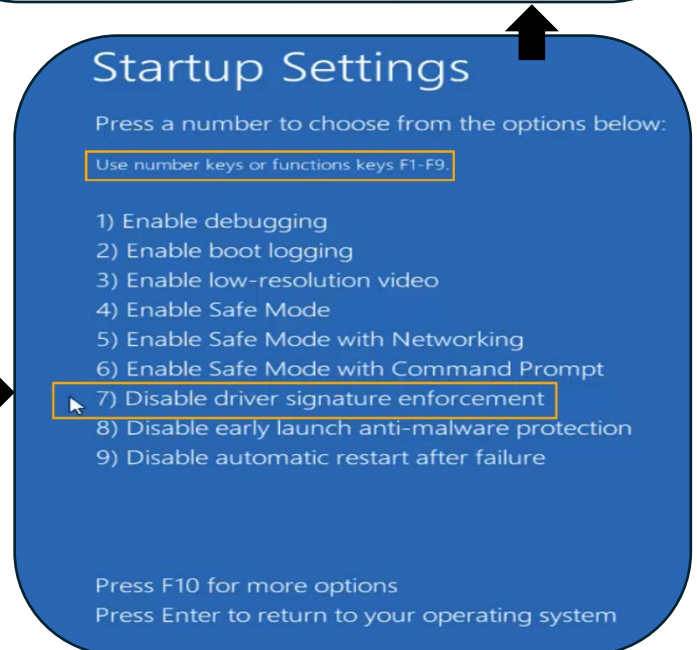 Startup Settings
Press a number to choose from the options below:
Use number keys or functions keys F1-F9.
1) Enable debugging
2) Enable boot logging
3) Enable low-resolution video
4) Enable Safe Mode
5) Enable Safe Mode with Networking
6) Enable Safe Mode with Command Prompt
7) Disable driver signature enforcement
8) Disable early launch anti-malware protection
9) Disable automatic restart after failure
Press F10 for more options
Press Enter to return to your operating system